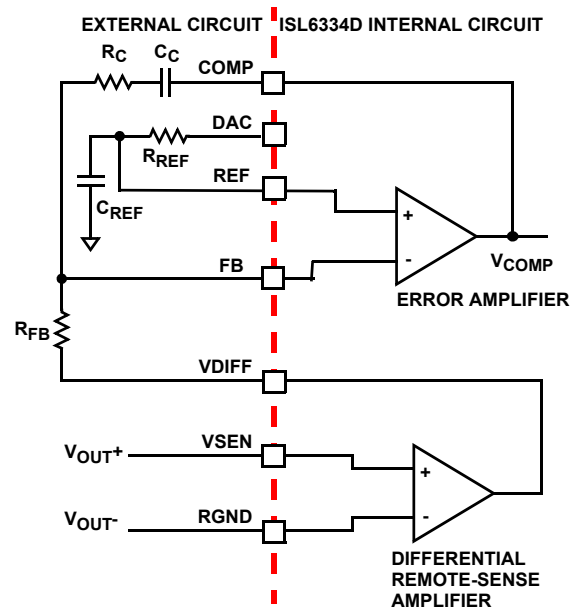 EXTERNAL CIRCUIT
ISL6334D INTERNAL CIRCUIT
RC
CC
COMP
DAC
RREF
REF
CREF
+
-
VCOMP
FB
ERROR AMPLIFIER
RFB
VDIFF
VOUT+
VSEN
+
VOUT-
RGND
-
DIFFERENTIAL
REMOTE-SENSE
AMPLIFIER